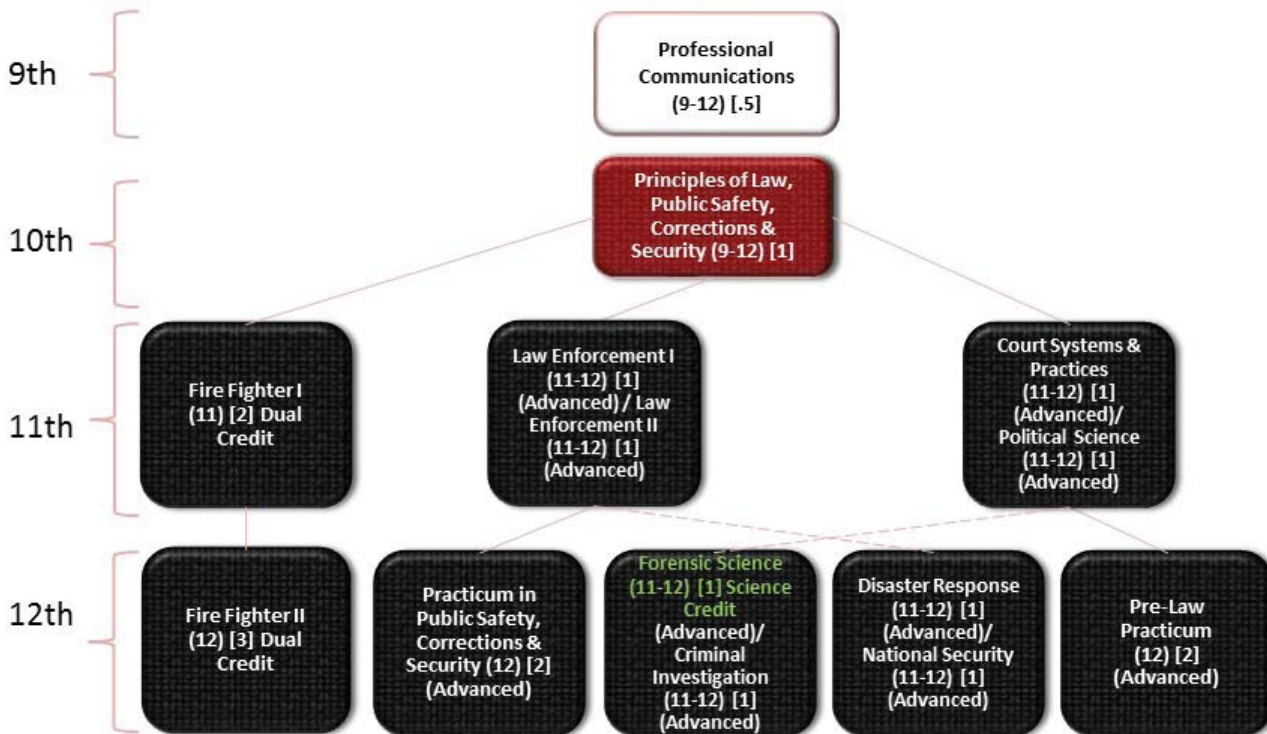 9th
Professional
Communications
(9-12) [.5]
10th
Principles of Law,
Public Safety,
Corrections &
Security (9-12) [1]
11th
Fire Fighter I
(11) [2] Dual
Credit
Law Enforcement I
(11-12) [1]
(Advanced) / Law
Enforcement II
(11-12) [1]
(Advanced)
Court Systems &
Practices
(11-12) [1]
(Advanced)/
Political Science
(11-12) [1]
(Advanced)
12th
Fire Fighter II
(12) [3] Dual
Credit
Practicum in
Public Safety,
Corrections &
Security (12) [2]
(Advanced)
Forensic Science
(11-12) [1] Science
Credit
(Advanced)/
Criminal
Investigation
(11-12) [1]
(Advanced)
Disaster Response
(11-12) [1]
(Advanced)/
National Security
(11-12) [1]
(Advanced)
Pre-Law
Practicum
(12) [2]
(Advanced)